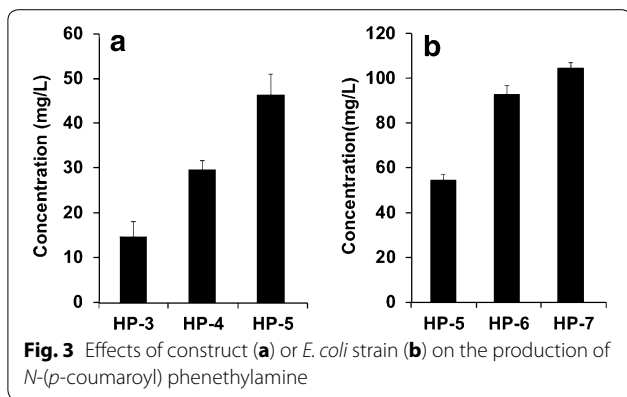 a
Concentration (mg/L)
60
50
40
30
20
10
0
HP-3 HP-4 HP-5
b
Concentration(mg/L)
120
100
80
60
40
20
0
HP-5 HP-6 HP-7
Fig. 3 Effects of construct (a) or E. coli strain (b) on the production of
N-(p-coumaroyl) phenethylamine